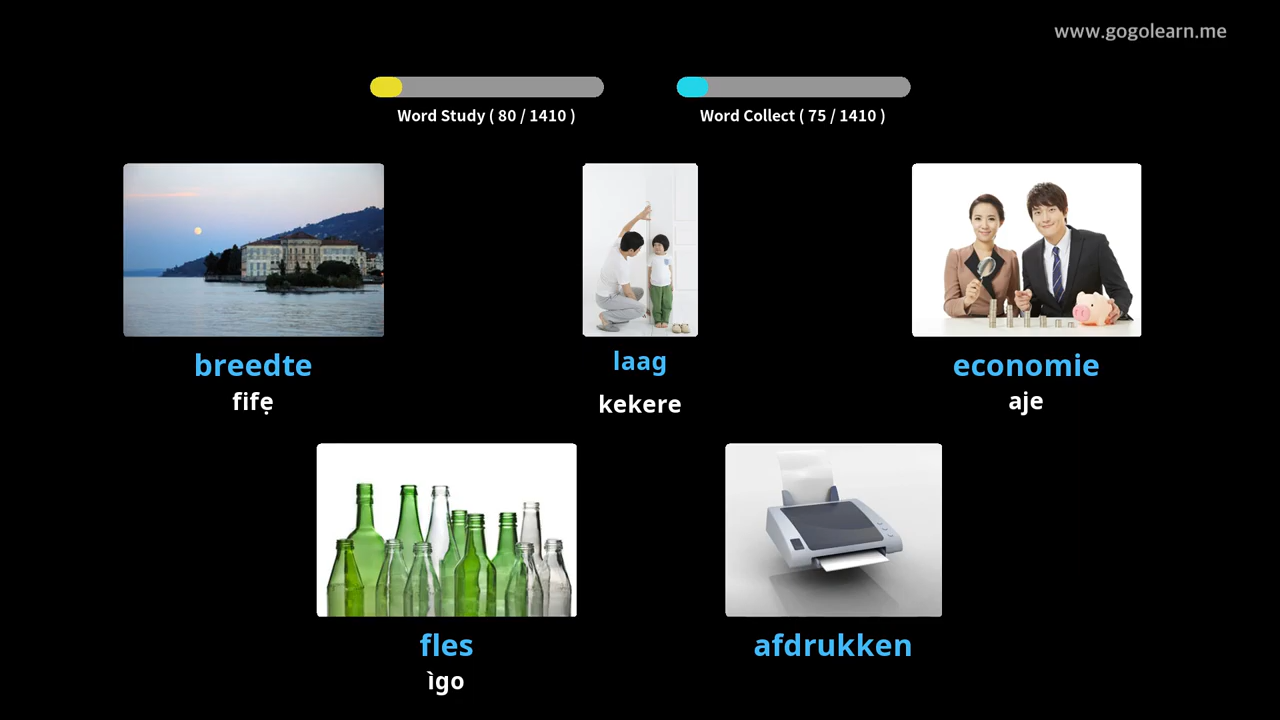 www.gogolearn.me
Word Study ( 80 / 1410 )
Word Collect ( 75 / 1410 )
breedte
fifẹ
laag
kekere
economie
aje
fles
ìgo
afdrukken